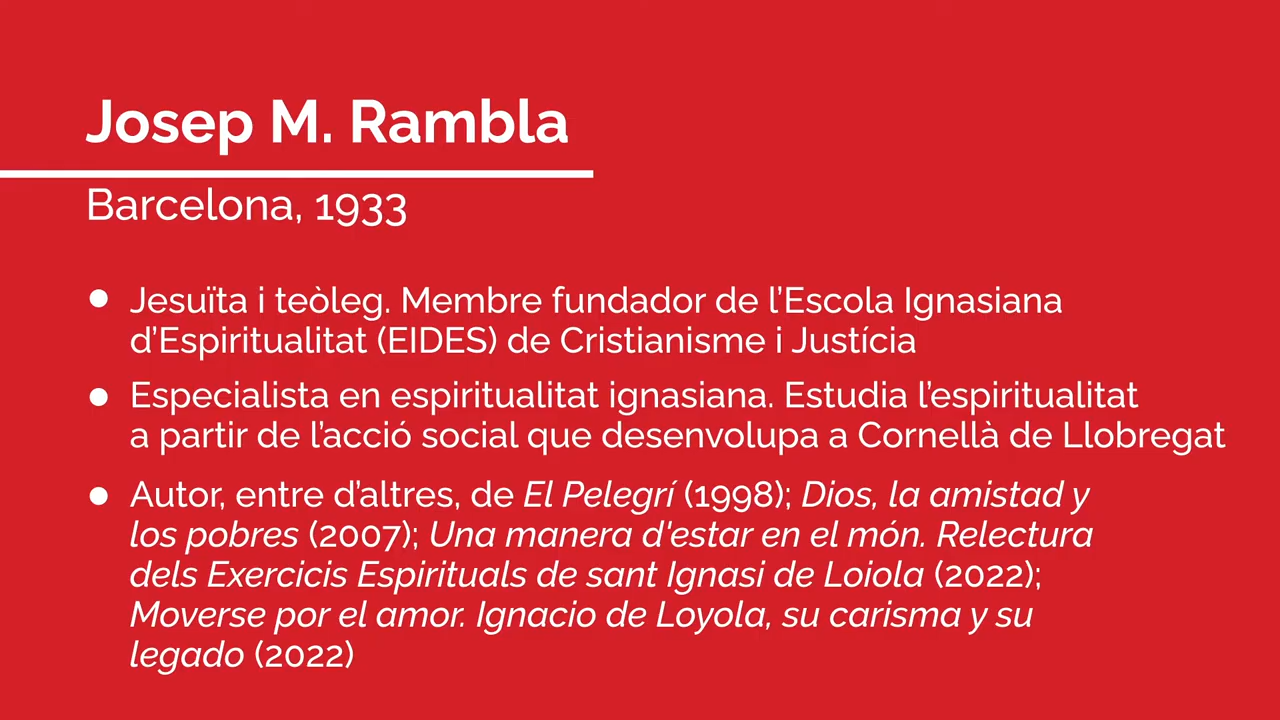 Josep M. Rambla
Barcelona, 1933
• Jesuïta i teòleg. Membre fundador de l’Escola Ignasiana
d’Espiritualitat (EIDES) de Cristianisme i Justícia
• Especialista en espiritualitat ignasiana. Estudia l’espiritualitat
a partir de l’acció social que desenvolupa a Cornellà de Llobregat
• Autor, entre d’altres, de El Pelegrí (1998); Dios, la amistad y
los pobres (2007); Una manera d'estar en el món. Relectura
dels Exercicis Espirituals de sant Ignasi de Loiola (2022);
Moverse por el amor. Ignacio de Loyola, su carisma y su
legado (2022)